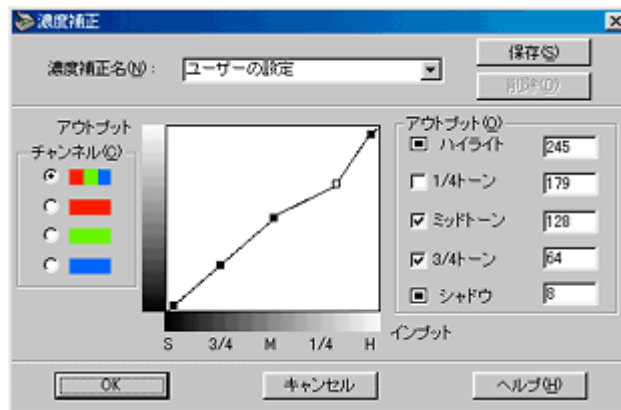 濃度補正
濃度補正名(N)：
ユーザーの設定
保存(S)
削除(D)
アウトプット
チャンネル(C)
アウトプット(O)
ハイライト 245
1/4トーン 179
ミッドトーン 128
3/4トーン 64
シャドウ 8
インプット
S 3/4 M 1/4 H
OK
キャンセル
ヘルプ(H)